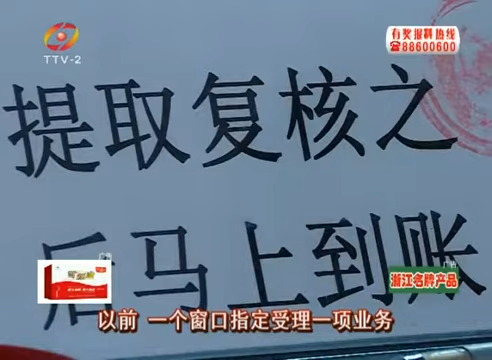 TTV-2
有奖报料热线
☎88600600
提取复核之
后马上到账
广告
浙江名牌产品
以前 一个窗口指定受理一项业务